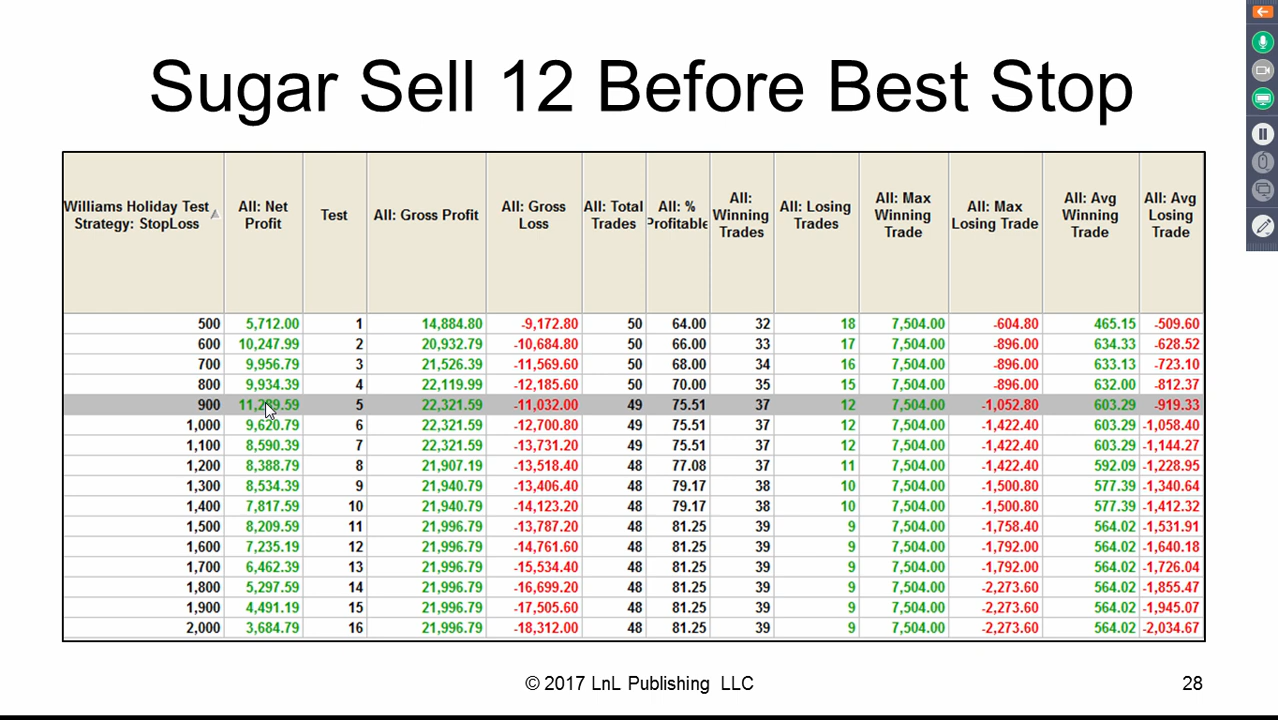 Sugar Sell 12 Before Best Stop
Williams Holiday Test Strategy: StopLoss All: Net Profit Test All: Gross Profit All: Gross Loss All: Total Trades All: % Profitable All: Winning Trades All: Losing Trades All: Max Winning Trade All: Max Losing Trade All: Avg Winning Trade All: Avg Losing Trade
500 5,712.00 1 14,884.80 -9,172.80 50 64.00 32 18 7,504.00 -604.80 465.15 -509.60
600 10,247.99 2 20,932.79 -10,684.80 50 66.00 33 17 7,504.00 -896.00 634.33 -628.52
700 9,956.79 3 21,526.39 -11,569.60 50 68.00 34 16 7,504.00 -896.00 633.13 -723.10
800 9,934.39 4 22,119.99 -12,185.60 50 70.00 35 15 7,504.00 -896.00 632.00 -812.37
900 11,289.59 5 22,321.59 -11,032.00 49 75.51 37 12 7,504.00 -1,052.80 603.29 -919.33
1,000 9,620.79 6 22,321.59 -12,700.80 49 75.51 37 12 7,504.00 -1,422.40 603.29 -1,058.40
1,100 8,590.39 7 22,321.59 -13,731.20 49 75.51 37 12 7,504.00 -1,422.40 603.29 -1,144.27
1,200 8,388.79 8 21,907.19 -13,518.40 48 77.08 37 11 7,504.00 -1,422.40 592.09 -1,228.95
1,300 8,534.39 9 21,940.79 -13,406.40 48 79.17 38 10 7,504.00 -1,500.80 577.39 -1,340.64
1,400 7,817.59 10 21,940.79 -14,123.20 48 79.17 38 10 7,504.00 -1,500.80 577.39 -1,412.32
1,500 8,209.59 11 21,996.79 -13,787.20 48 81.25 39 9 7,504.00 -1,758.40 564.02 -1,531.91
1,600 7,235.19 12 21,996.79 -14,761.60 48 81.25 39 9 7,504.00 -1,792.00 564.02 -1,640.18
1,700 6,462.39 13 21,996.79 -15,534.40 48 81.25 39 9 7,504.00 -1,792.00 564.02 -1,726.04
1,800 5,297.59 14 21,996.79 -16,699.20 48 81.25 39 9 7,504.00 -2,273.60 564.02 -1,855.47
1,900 4,491.19 15 21,996.79 -17,505.60 48 81.25 39 9 7,504.00 -2,273.60 564.02 -1,945.07
2,000 3,684.79 16 21,996.79 -18,312.00 48 81.25 39 9 7,504.00 -2,273.60 564.02 -2,034.67
© 2017 LnL Publishing LLC
28